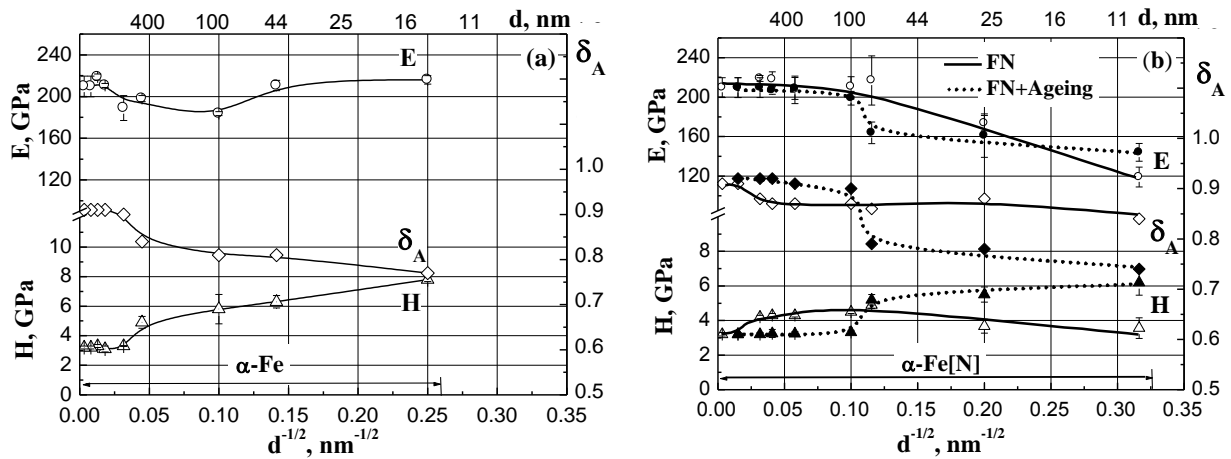 400 100 44 25 16 11 d, nm
(a)
E
240
200
160
120
E, GPa
δA
1.0
0.9
0.8
0.7
0.6
0.5
δA
H
10
8
6
4
2
0
H, GPa
α-Fe
0.00 0.05 0.10 0.15 0.20 0.25 0.30 0.35
d-1/2, nm-1/2
400 100 44 25 16 11 d, nm
(b)
FN
FN+Ageing
240
200
160
120
E, GPa
E
δA
1.1
1.0
0.9
0.8
0.7
0.6
0.5
δA
H
8
6
4
2
0
H, GPa
α-Fe[N]
0.00 0.05 0.10 0.15 0.20 0.25 0.30 0.35
d-1/2, nm-1/2